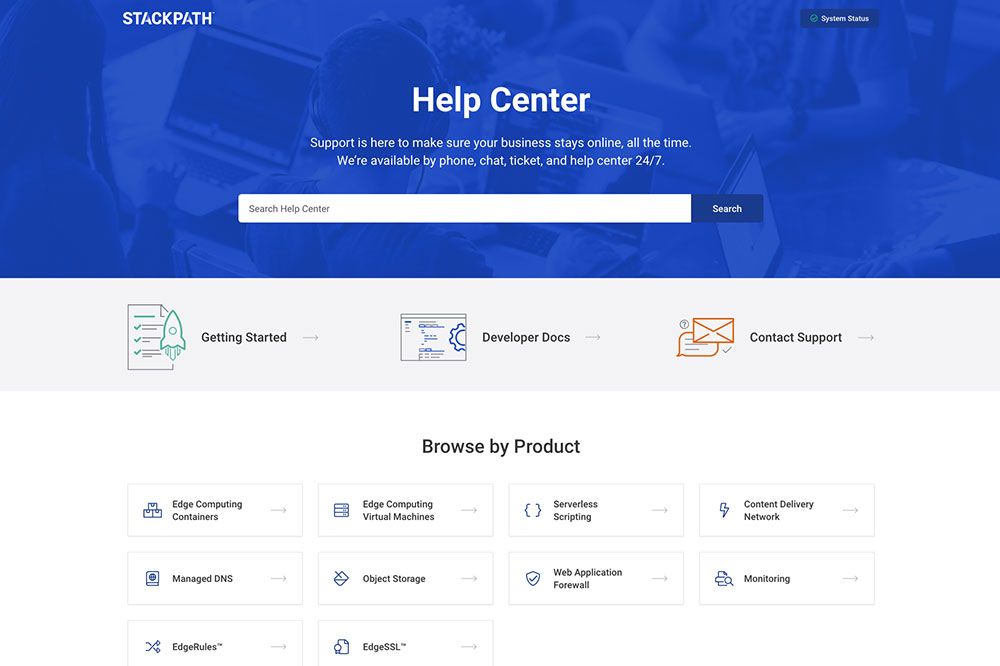 STACKPATH
System Status
Help Center
Support is here to make sure your business stays online, all the time.
We're available by phone, chat, ticket, and help center 24/7.
Search Help Center
Search
Getting Started
Developer Docs
Contact Support
Browse by Product
Edge Computing
Containers
Edge Computing
Virtual Machines
Serverless
Scripting
Content Delivery
Network
Managed DNS
Object Storage
Web Application
Forewall
Monitoring
EdgeRules™
EdgeSSL™